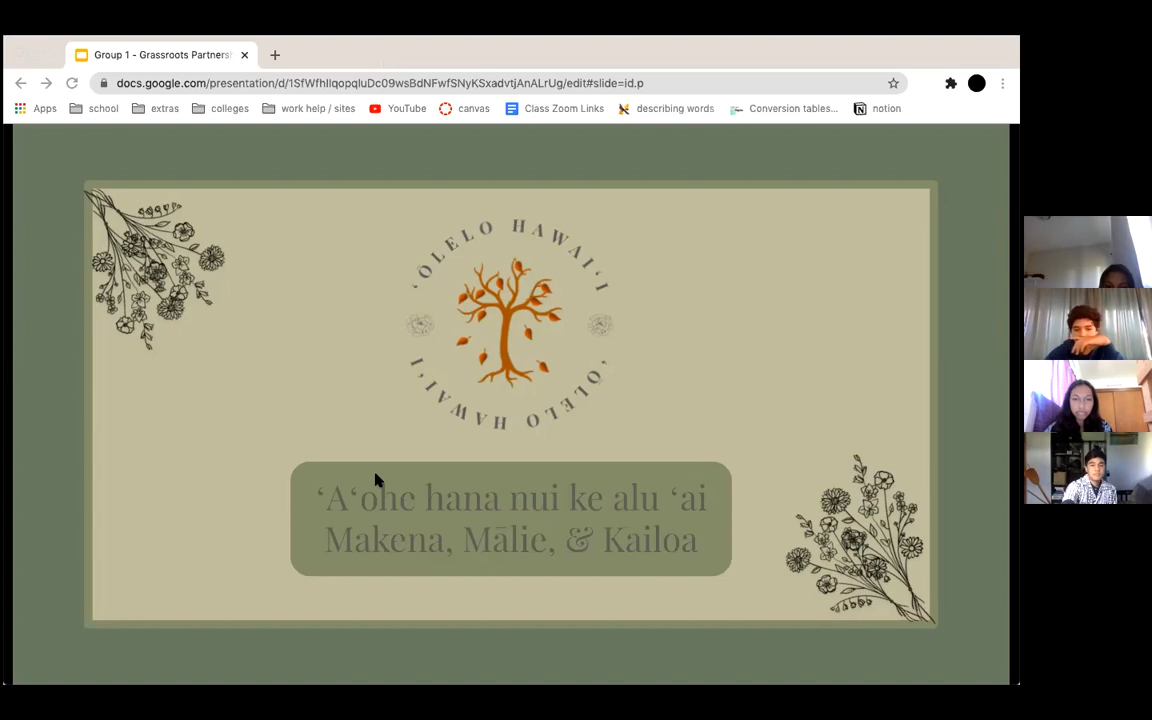 Group 1 - Grassroots Partners
docs.google.com/presentation/d/1SfWfhIlqopqluDc09wsBdNFwfSNyKSxadvtjAnALrUg/edit#slide=id.p
Apps school extras colleges work help / sites YouTube canvas Class Zoom Links describing words Conversion tables... notion
ʻŌLELO HAWAIʻI
ʻOLELO HAWAIʻI
ʻAʻohe hana nui ke alu ʻai
Makena, Mālie, & Kailoa